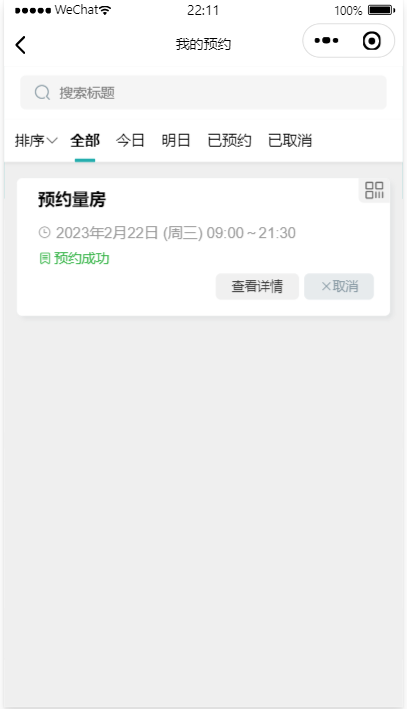 WeChat 22:11 100%
我的预约
搜索标题
排序 全部 今日 明日 已预约 已取消
预约量房
2023年2月22日 (周三) 09:00～21:30
预约成功
查看详情 ×取消